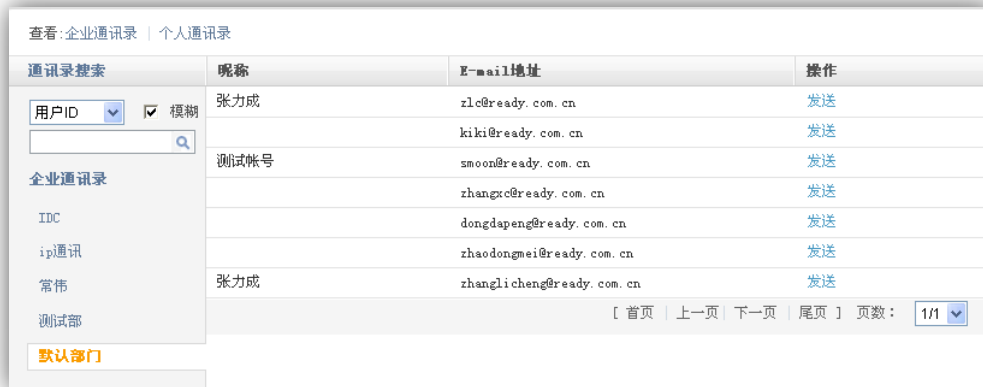 查看:企业通讯录 | 个人通讯录
通讯录搜索 昵称 E-mail地址 操作
用户ID 模糊
张力成 zlc@ready.com.cn 发送
kiki@ready.com.cn 发送
测试帐号 smoon@ready.com.cn 发送
zhangxc@ready.com.cn 发送
dongdapeng@ready.com.cn 发送
zhaodongmei@ready.com.cn 发送
张力成 zhanglicheng@ready.com.cn 发送
[ 首页 | 上一页 | 下一页 | 尾页 ] 页数: 1/1
企业通讯录
IDC
ip通讯
常伟
测试部
默认部门